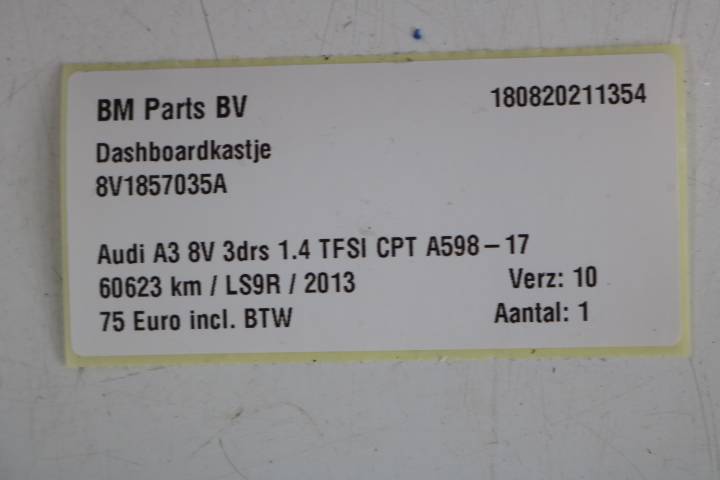 BM Parts BV 180820211354
Dashboardkastje
8V1857035A
Audi A3 8V 3drs 1.4 TFSI CPT A598-17
60623 km / LS9R / 2013 Verz: 10
75 Euro incl. BTW Aantal: 1